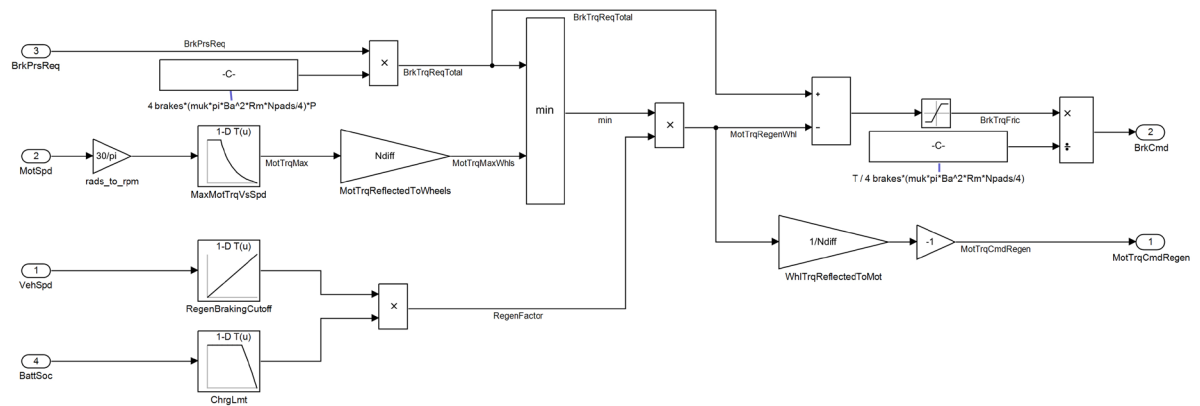 BrkTrqReqTotal
3
BrkPrsReq
BrkPrsReq
-C-
×
BrkTrqReqTotal
4 brakes*(muk*pi*Ba^2*Rm*Npads/4)*P
min
min
×
+
−
MotTrqRegenWhl
BrkTrqFric
×
÷
2
BrkCmd
-C-
T / 4 brakes*(muk*pi*Ba^2*Rm*Npads/4)
2
MotSpd
30/pi
rads_to_rpm
1-D T(u)
MaxMotTrqVsSpd
MotTrqMax
Ndiff
MotTrqReflectedToWheels
MotTrqMaxWhls
1/Ndiff
WhlTrqReflectedToMot
-1
MotTrqCmdRegen
1
MotTrqCmdRegen
1
VehSpd
1-D T(u)
RegenBrakingCutoff
×
RegenFactor
4
BattSoc
1-D T(u)
ChrgLmt